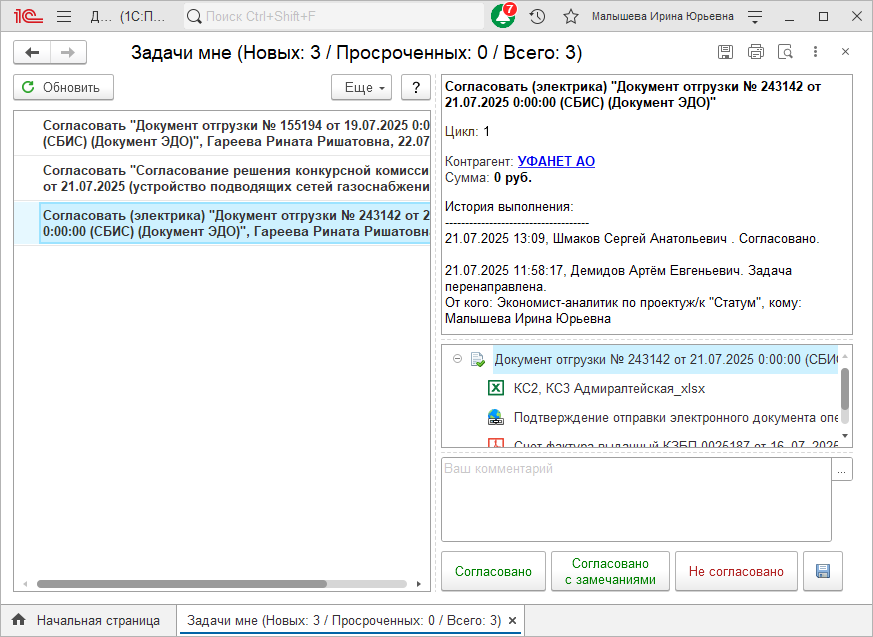 1С Д... (1С:П... Поиск Ctrl+Shift+F 7 Малышева Ирина Юрьевна
Задачи мне (Новых: 3 / Просроченных: 0 / Всего: 3)
Обновить Еще ?
Согласовать "Документ отгрузки № 155194 от 19.07.2025 0:0
(СБИС) (Документ ЭДО)", Гареева Рината Ришатовна, 22.07
Согласовать "Согласование решения конкурсной комисси
от 21.07.2025 (устройство подводящих сетей газоснабжени
Согласовать (электрика) "Документ отгрузки № 243142 от 2
0:00:00 (СБИС) (Документ ЭДО)", Гареева Рината Ришатовн
Согласовать (электрика) "Документ отгрузки № 243142 от
21.07.2025 0:00:00 (СБИС) (Документ ЭДО)"
Цикл: 1
Контрагент: УФАНЕТ АО
Сумма: 0 руб.
История выполнения:
------------------------------------
21.07.2025 13:09, Шмаков Сергей Анатольевич . Согласовано.
21.07.2025 11:58:17, Демидов Артём Евгеньевич. Задача
перенаправлена.
От кого: Экономист-аналитик по проектуж/к "Статум", кому:
Малышева Ирина Юрьевна
Документ отгрузки № 243142 от 21.07.2025 0:00:00 (СБИ
КС2, КС3 Адмиралтейская_xlsx
Подтверждение отправки электронного документа опе
Счет-фактура выданный КЗБП 0025187 от 16_07_2025
Ваш комментарий
...
Согласовано
Согласовано
с замечаниями
Не согласовано
Начальная страница
Задачи мне (Новых: 3 / Просроченных: 0 / Всего: 3) ×